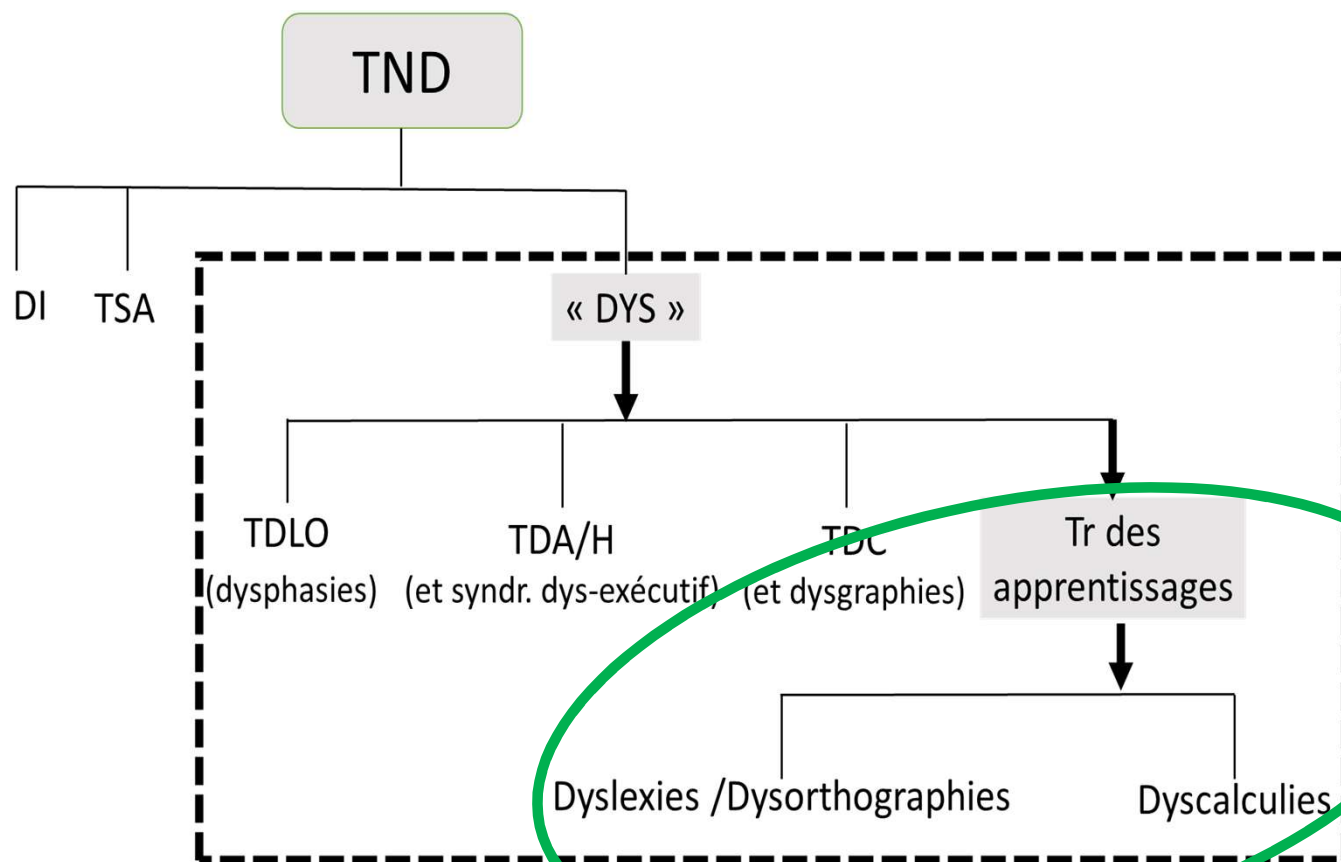 TND
DI
TSA
« DYS »
TDLO
(dysphasies)
TDA/H
(et syndr. dys-exécutif)
TDC
(et dysgraphies)
Tr des
apprentissages
Dyslexies /Dysorthographies
Dyscalculies